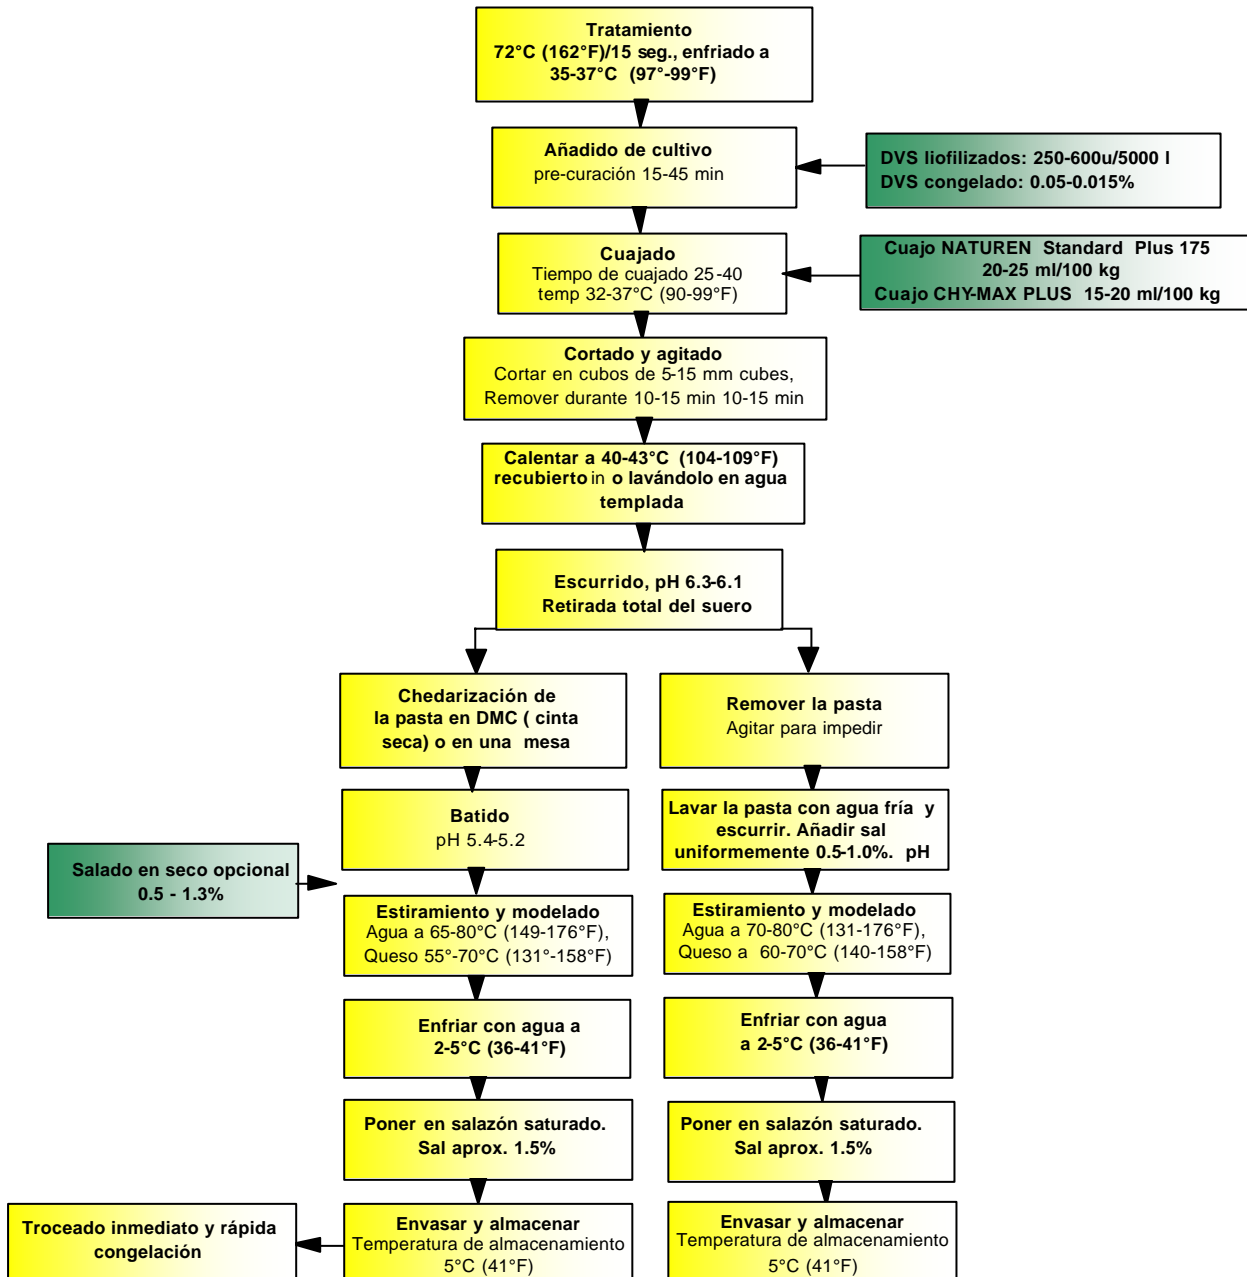 Tratamiento
72°C (162°F)/15 seg., enfriado a
35-37°C (97°-99°F)
Añadido de cultivo
pre-curación 15-45 min
DVS liofilizados: 250-600u/5000 l
DVS congelado: 0.05-0.015%
Cuajado
Tiempo de cuajado 25-40
temp 32-37°C (90-99°F)
Cuajo NATUREN Standard Plus 175
20-25 ml/100 kg
Cuajo CHY-MAX PLUS 15-20 ml/100 kg
Cortado y agitado
Cortar en cubos de 5-15 mm cubes,
Remover durante 10-15 min 10-15 min
Calentar a 40-43°C (104-109°F)
recubierto in o lavándolo en agua
templada
Escurrido, pH 6.3-6.1
Retirada total del suero
Chedarización de
la pasta en DMC ( cinta
seca) o en una mesa
Remover la pasta
Agitar para impedir
Batido
pH 5.4-5.2
Lavar la pasta con agua fría y
escurrir. Añadir sal
uniformemente 0.5-1.0%. pH
Salado en seco opcional
0.5 - 1.3%
Estiramiento y modelado
Agua a 65-80°C (149-176°F),
Queso 55°-70°C (131°-158°F)
Estiramiento y modelado
Agua a 70-80°C (131-176°F),
Queso a 60-70°C (140-158°F)
Enfriar con agua a
2-5°C (36-41°F)
Enfriar con agua
a 2-5°C (36-41°F)
Poner en salazón saturado.
Sal aprox. 1.5%
Poner en salazón saturado.
Sal aprox. 1.5%
Troceado inmediato y rápida
congelación
Envasar y almacenar
Temperatura de almacenamiento
5°C (41°F)
Envasar y almacenar
Temperatura de almacenamiento
5°C (41°F)